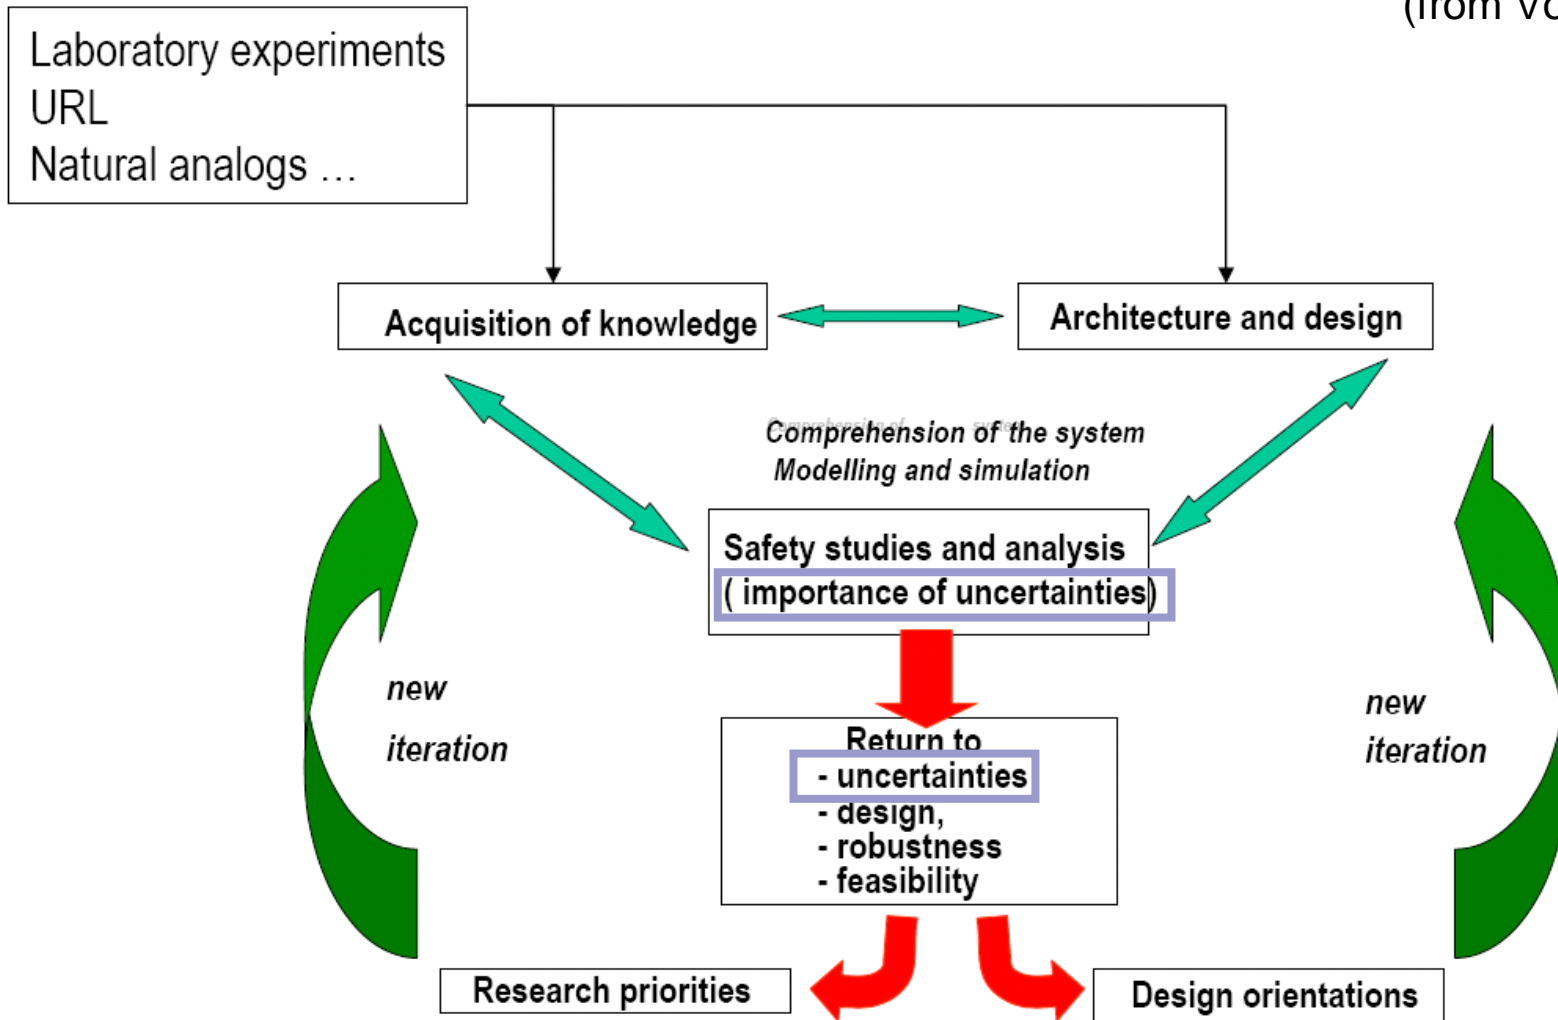 (from Vo
Laboratory experiments
URL
Natural analogs ...
Acquisition of knowledge
Architecture and design
Comprehension of the system
Modelling and simulation
Safety studies and analysis
( importance of uncertainties)
Return to
- uncertainties
- design,
- robustness
- feasibility
new
iteration
new
iteration
Research priorities
Design orientations